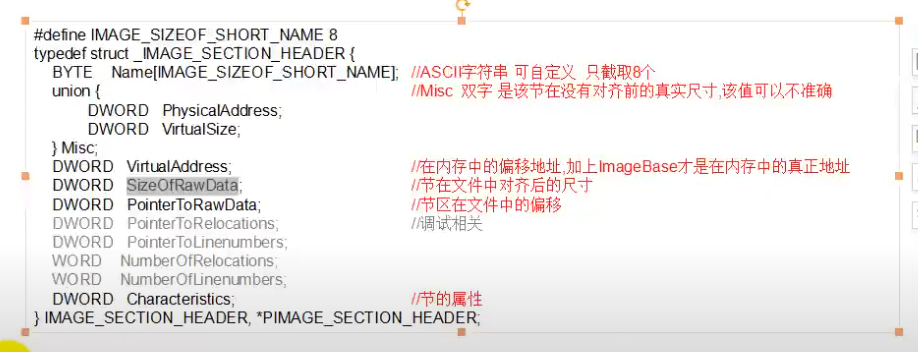 #define IMAGE_SIZEOF_SHORT_NAME 8
typedef struct _IMAGE_SECTION_HEADER {
BYTE Name[IMAGE_SIZEOF_SHORT_NAME]; //ASCII字符串 可自定义 只截取8个
union { //Misc 双字 是该节在没有对齐前的真实尺寸,该值可以不准确
DWORD PhysicalAddress;
DWORD VirtualSize;
} Misc;
DWORD VirtualAddress; //在内存中的偏移地址,加上ImageBase才是在内存中的真正地址
DWORD SizeOfRawData; //节在文件中对齐后的尺寸
DWORD PointerToRawData; //节区在文件中的偏移
DWORD PointerToRelocations; //调试相关
DWORD PointerToLinenumbers;
WORD NumberOfRelocations;
WORD NumberOfLinenumbers;
DWORD Characteristics; //节的属性
} IMAGE_SECTION_HEADER, *PIMAGE_SECTION_HEADER;